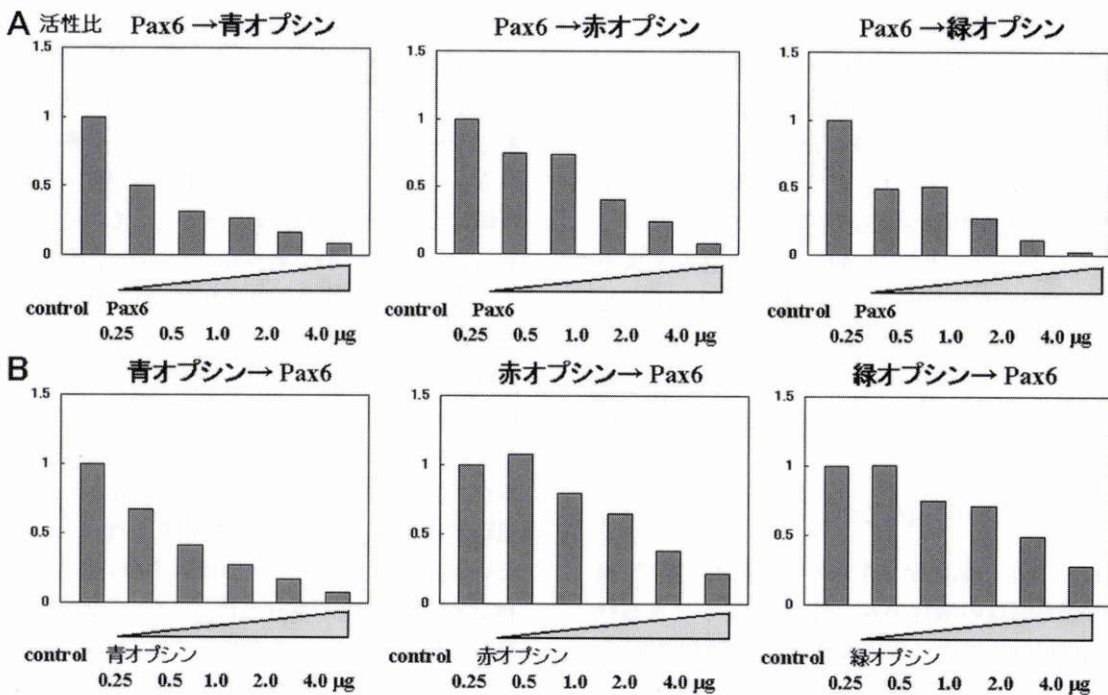 A 活性比 Pax6 →青オプシン Pax6 →赤オプシン Pax6 →緑オプシン
1.5 1.5 1.5
1 1 1
0.5 0.5 0.5
0 0 0
control Pax6 control Pax6 control Pax6
0.25 0.5 1.0 2.0 4.0 μg 0.25 0.5 1.0 2.0 4.0 μg 0.25 0.5 1.0 2.0 4.0 μg
B 青オプシン→ Pax6 赤オプシン→ Pax6 緑オプシン→ Pax6
1.5 1.5 1.5
1 1 1
0.5 0.5 0.5
0 0 0
control 青オプシン control 赤オプシン control 緑オプシン
0.25 0.5 1.0 2.0 4.0 μg 0.25 0.5 1.0 2.0 4.0 μg 0.25 0.5 1.0 2.0 4.0 μg